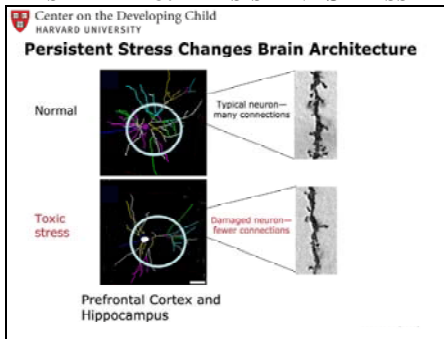 Center on the Developing Child
HARVARD UNIVERSITY
Persistent Stress Changes Brain Architecture
Normal
Typical neuron—
many connections
Toxic
stress
Damaged neuron—
fewer connections
Prefrontal Cortex and
Hippocampus